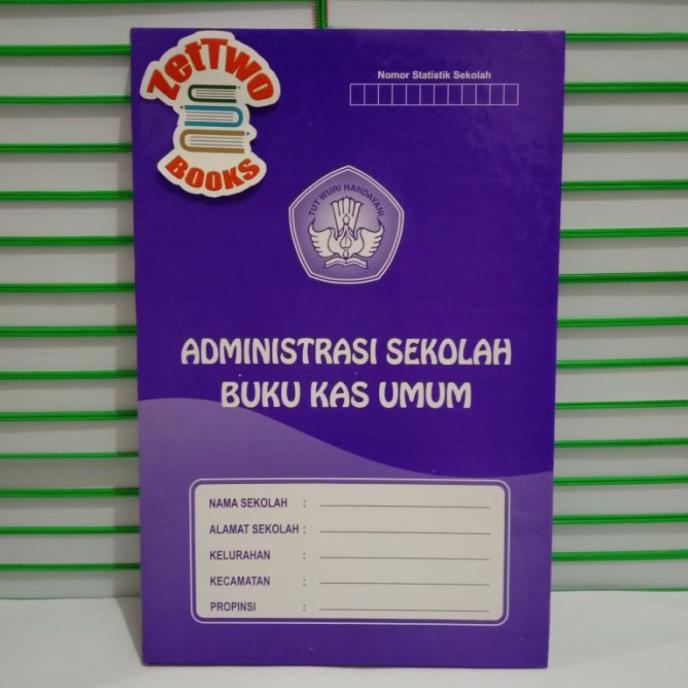 ZetTwo
BOOKS
Nomor Statistik Sekolah
TUT WURI HANDAYANI
ADMINISTRASI SEKOLAH
BUKU KAS UMUM
NAMA SEKOLAH :
ALAMAT SEKOLAH :
KELURAHAN :
KECAMATAN :
PROPINSI :